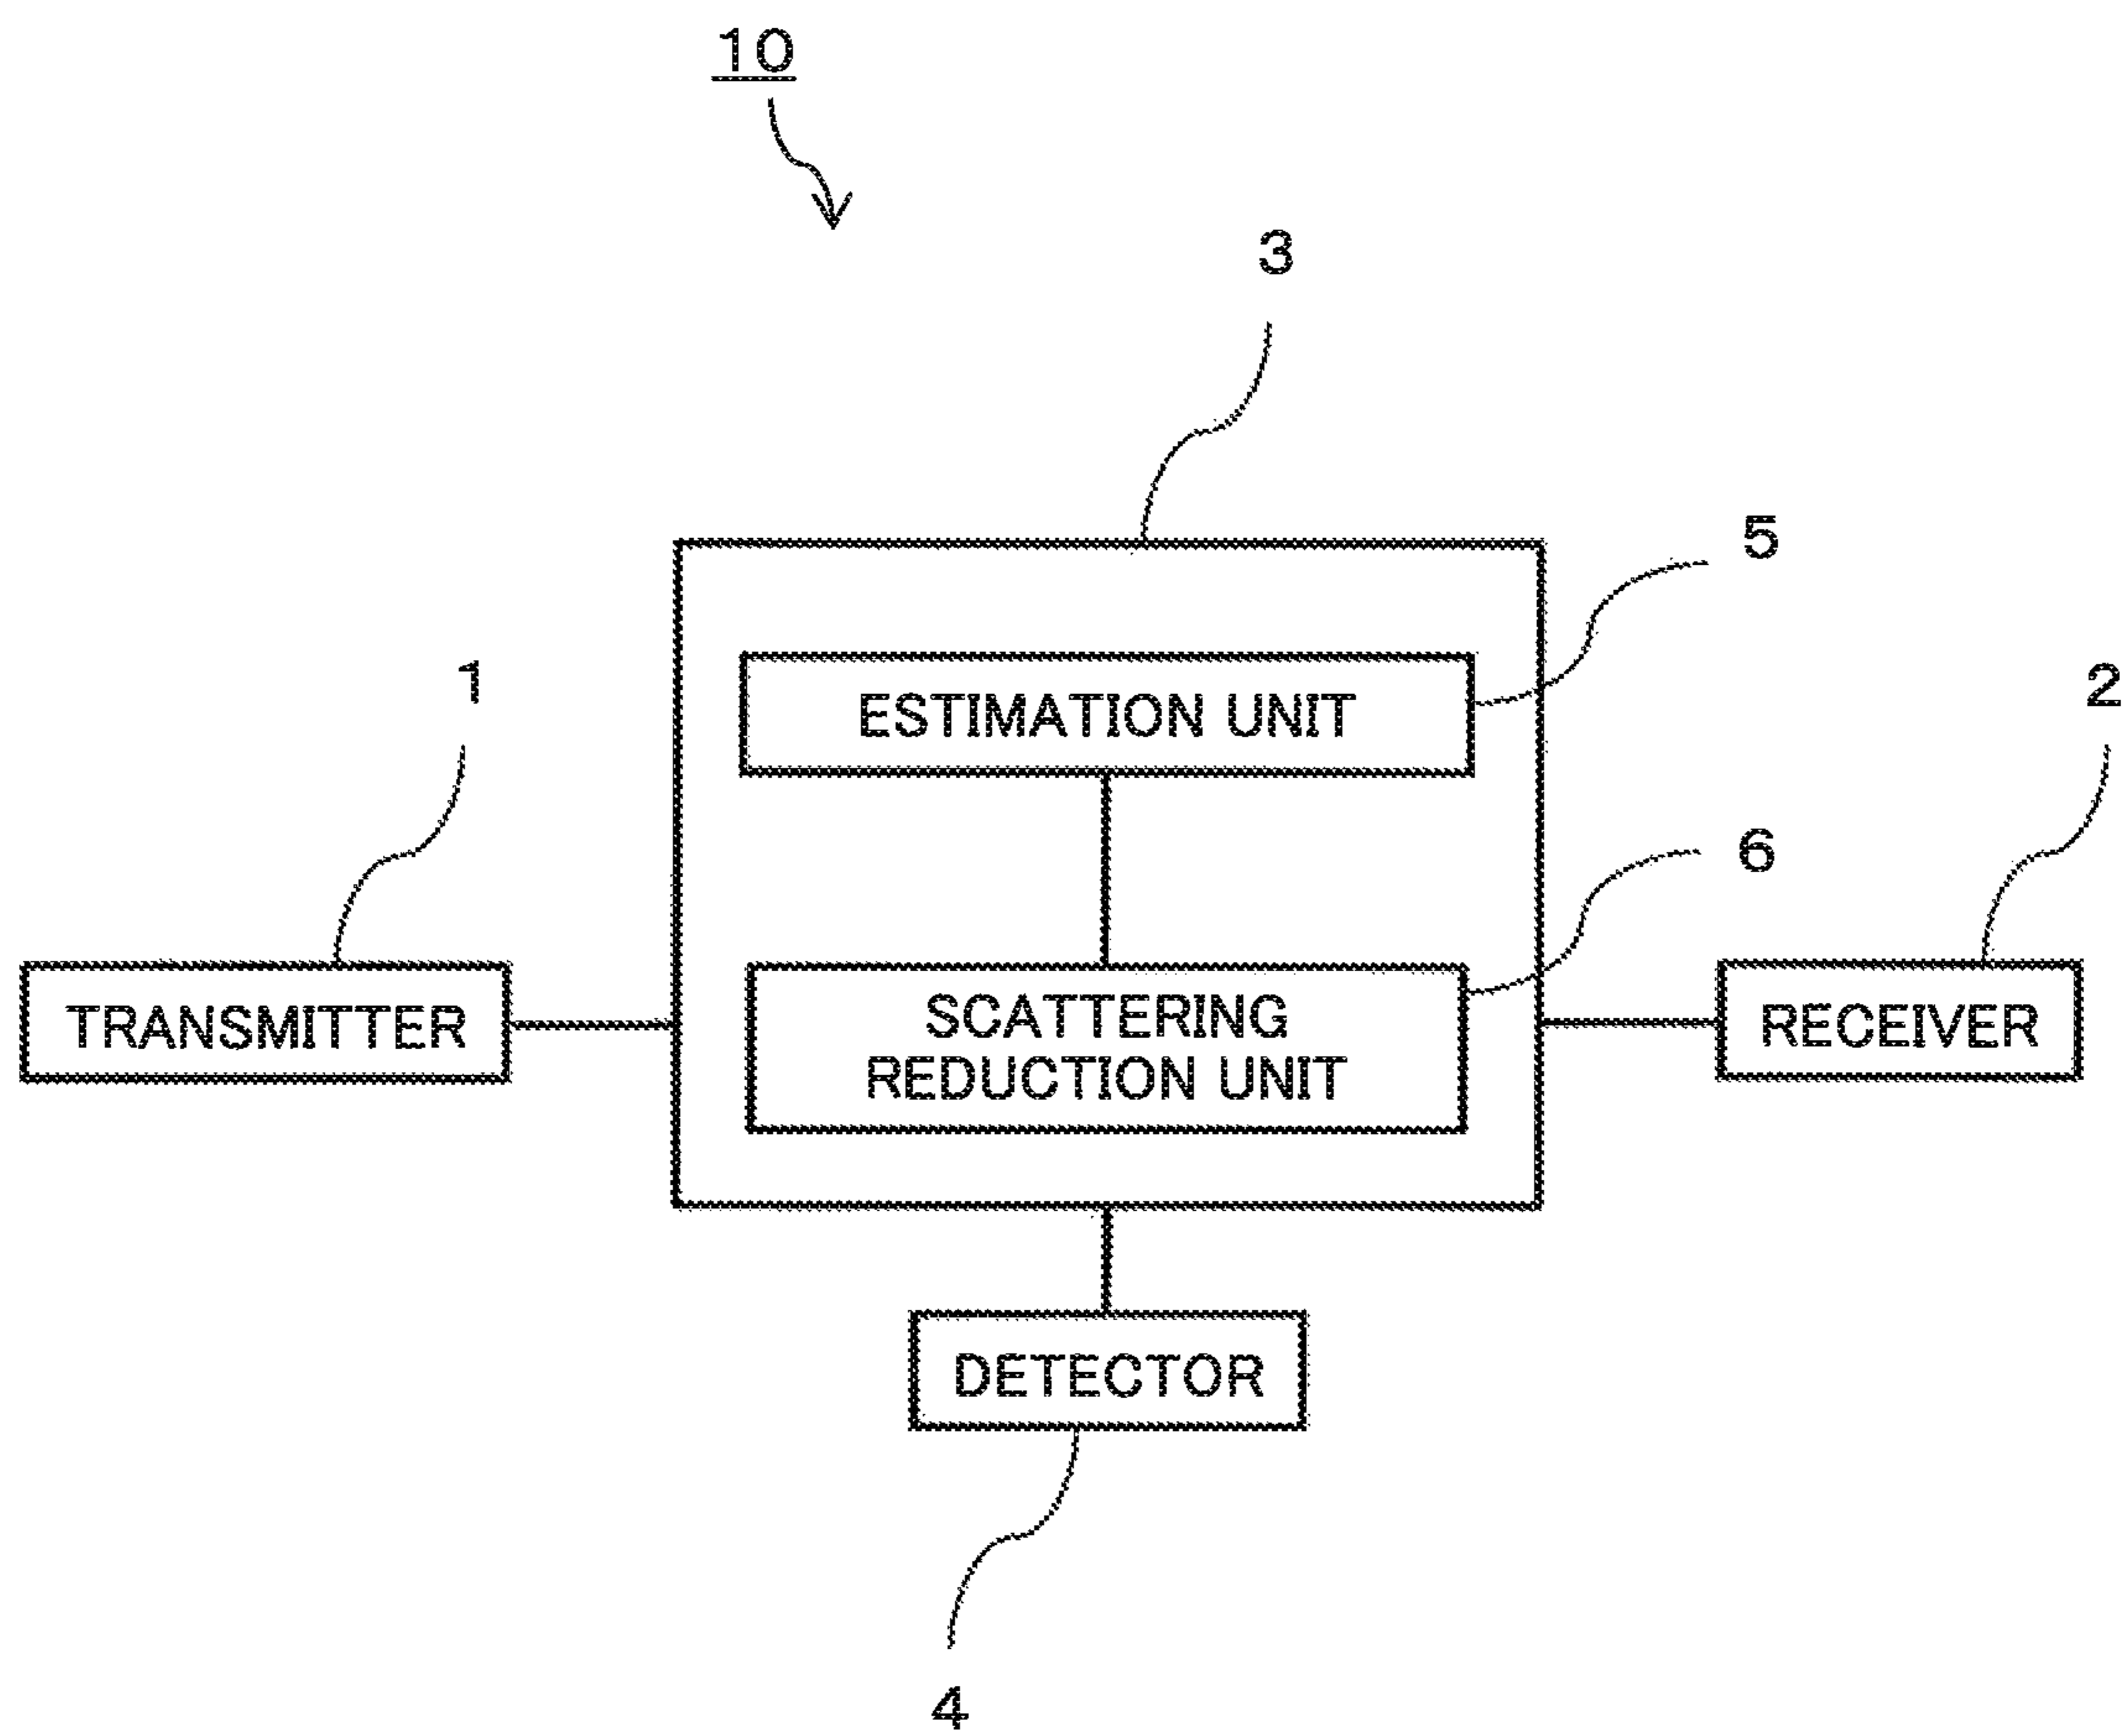 10
3
5
ESTIMATION UNIT
1
2
6
SCATTERING
REDUCTION UNIT
TRANSMITTER
RECEIVER
DETECTOR
4